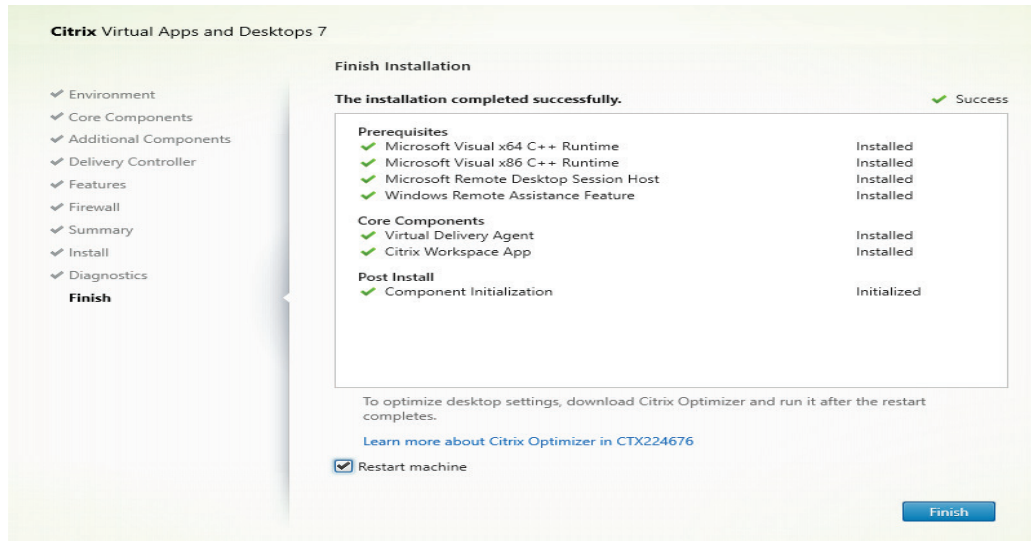 Citrix Virtual Apps and Desktops 7
Environment
Core Components
Additional Components
Delivery Controller
Features
Firewall
Summary
Install
Diagnostics
Finish
Finish Installation
The installation completed successfully. Success
Prerequisites
Microsoft Visual x64 C++ Runtime Installed
Microsoft Visual x86 C++ Runtime Installed
Microsoft Remote Desktop Session Host Installed
Windows Remote Assistance Feature Installed
Core Components
Virtual Delivery Agent Installed
Citrix Workspace App Installed
Post Install
Component Initialization Initialized
To optimize desktop settings, download Citrix Optimizer and run it after the restart
completes.
Learn more about Citrix Optimizer in CTX224676
Restart machine
Finish